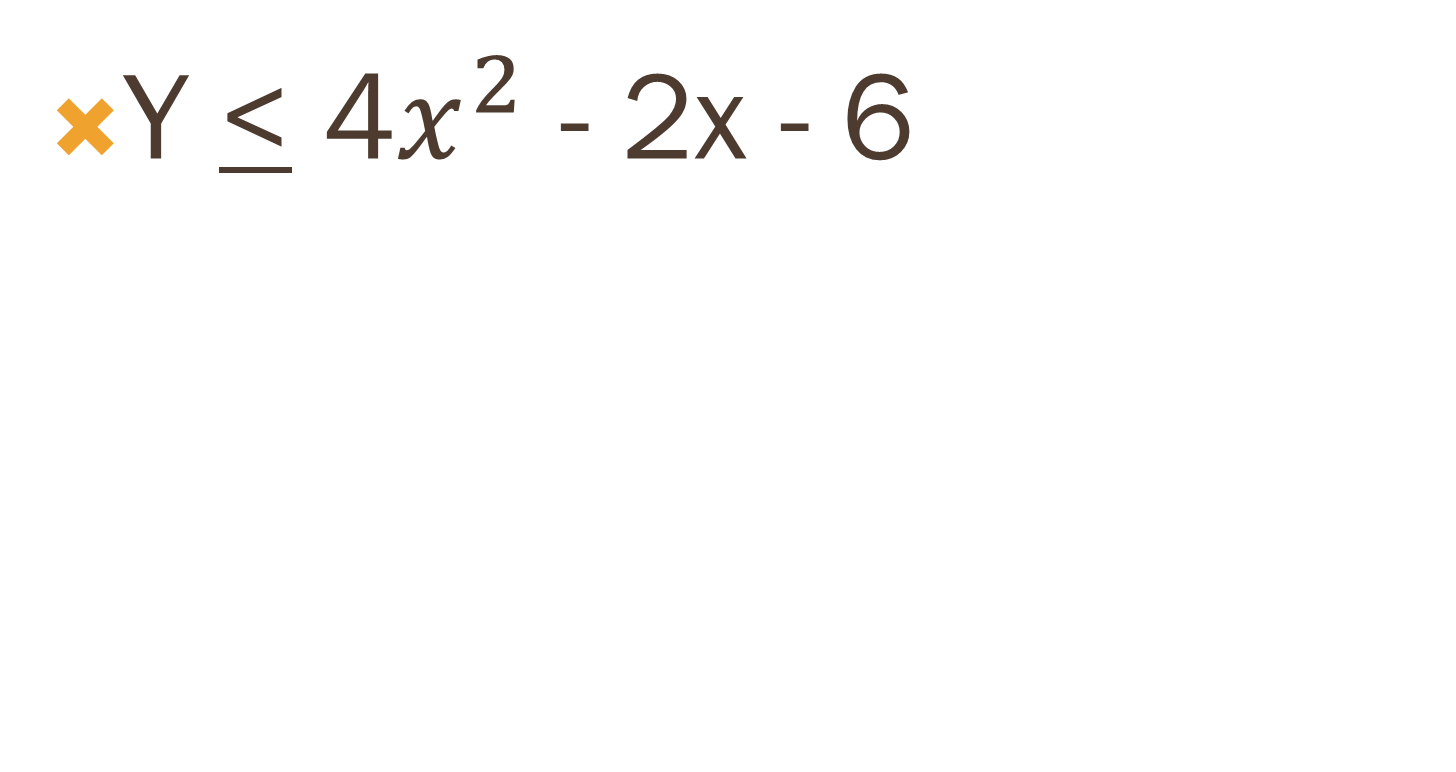 Y ≤ 4x² - 2x - 6